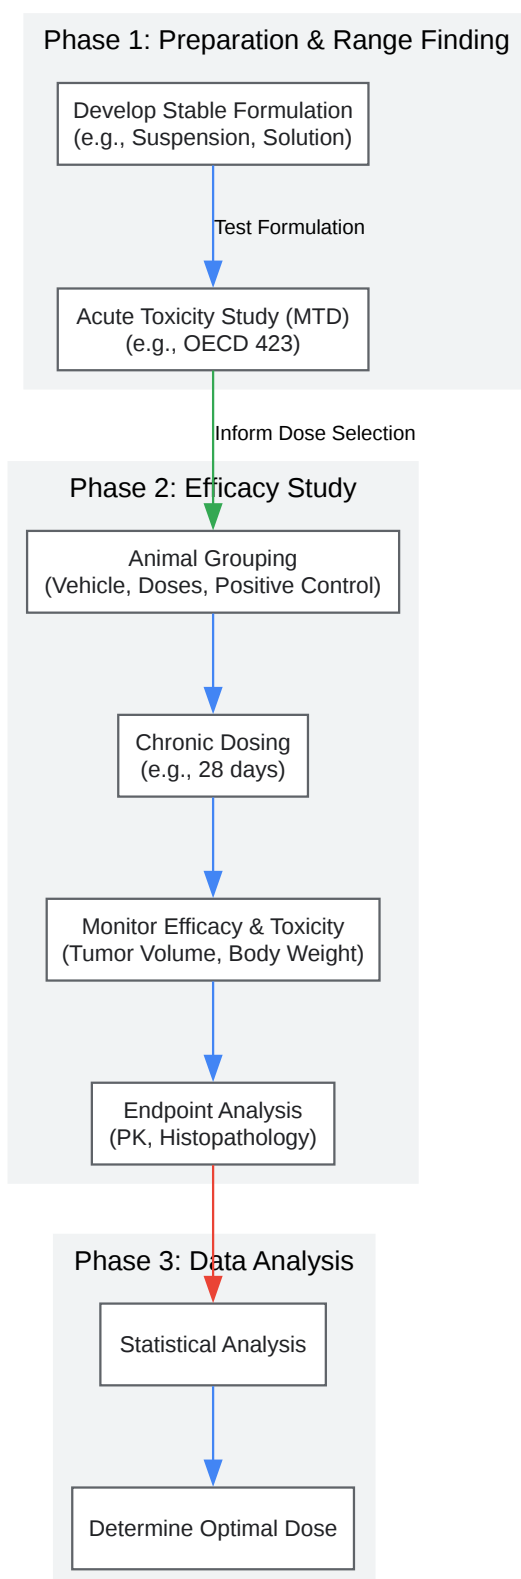 Phase 1: Preparation & Range Finding
Develop Stable Formulation
(e.g., Suspension, Solution)
Test Formulation
Acute Toxicity Study (MTD)
(e.g., OECD 423)
Inform Dose Selection
Phase 2: Efficacy Study
Animal Grouping
(Vehicle, Doses, Positive Control)
Chronic Dosing
(e.g., 28 days)
Monitor Efficacy & Toxicity
(Tumor Volume, Body Weight)
Endpoint Analysis
(PK, Histopathology)
Phase 3: Data Analysis
Statistical Analysis
Determine Optimal Dose